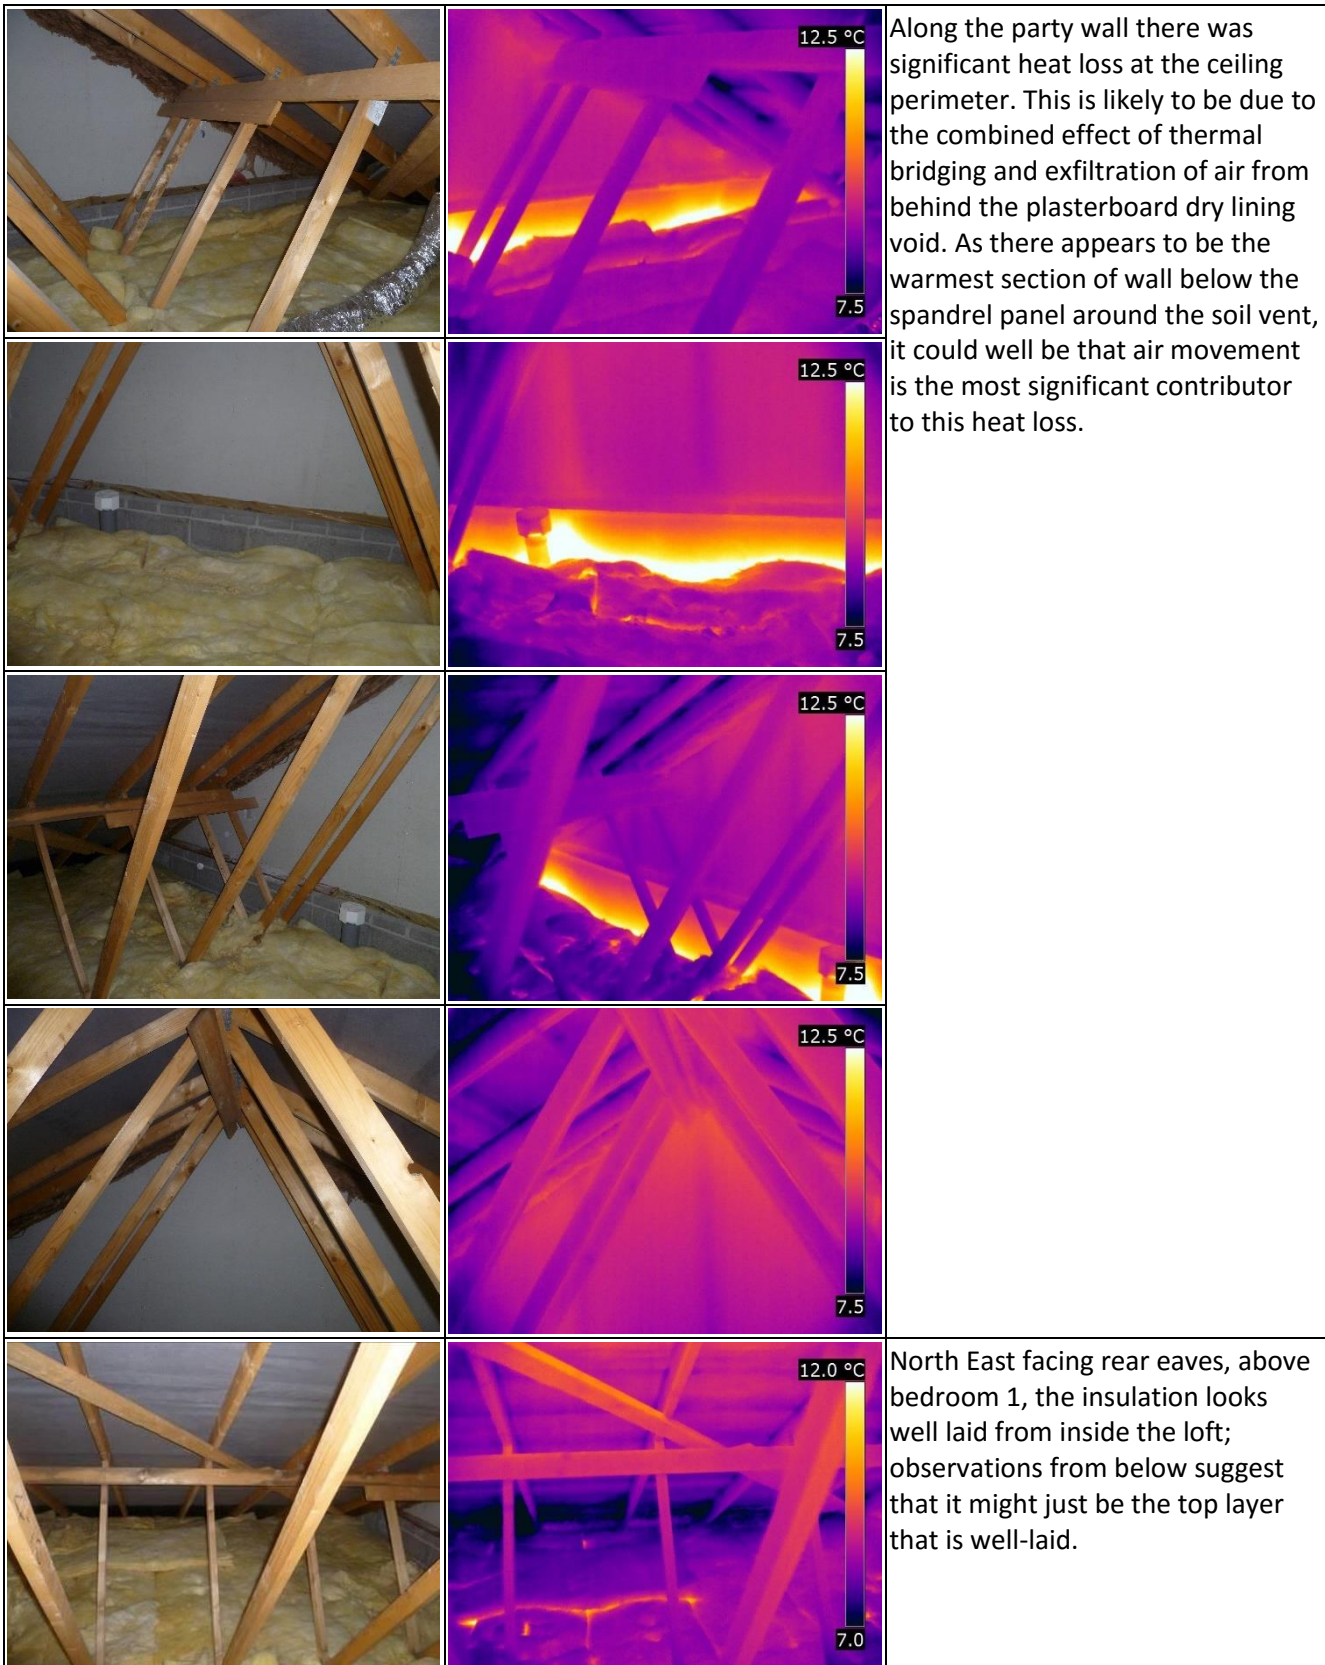 12.5 °C
7.5
Along the party wall there was
significant heat loss at the ceiling
perimeter. This is likely to be due to
the combined effect of thermal
bridging and exfiltration of air from
behind the plasterboard dry lining
void. As there appears to be the
warmest section of wall below the
spandrel panel around the soil vent,
it could well be that air movement
is the most significant contributor
to this heat loss.
12.5 °C
7.5
12.5 °C
7.5
12.5 °C
7.5
12.0 °C
7.0
North East facing rear eaves, above
bedroom 1, the insulation looks
well laid from inside the loft;
observations from below suggest
that it might just be the top layer
that is well-laid.